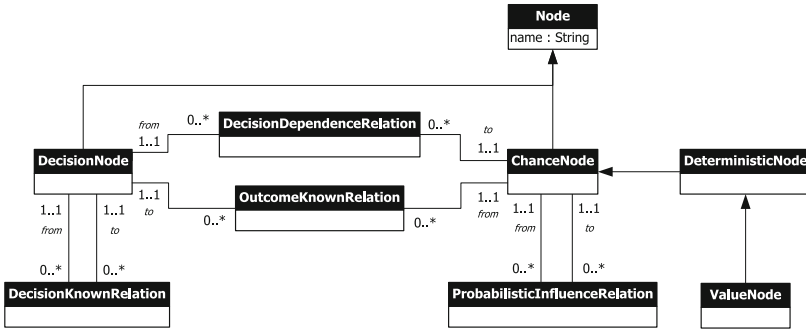 Node
name : String
from
0..*
DecisionDependenceRelation
0..*
to
1..1
1..1
DecisionNode
ChanceNode
DeterministicNode
1..1
to
0..*
OutcomeKnownRelation
0..*
1..1
from
1..1
from
1..1
to
1..1
from
1..1
to
0..*
0..*
0..*
0..*
DecisionKnownRelation
ProbabilisticInfluenceRelation
ValueNode